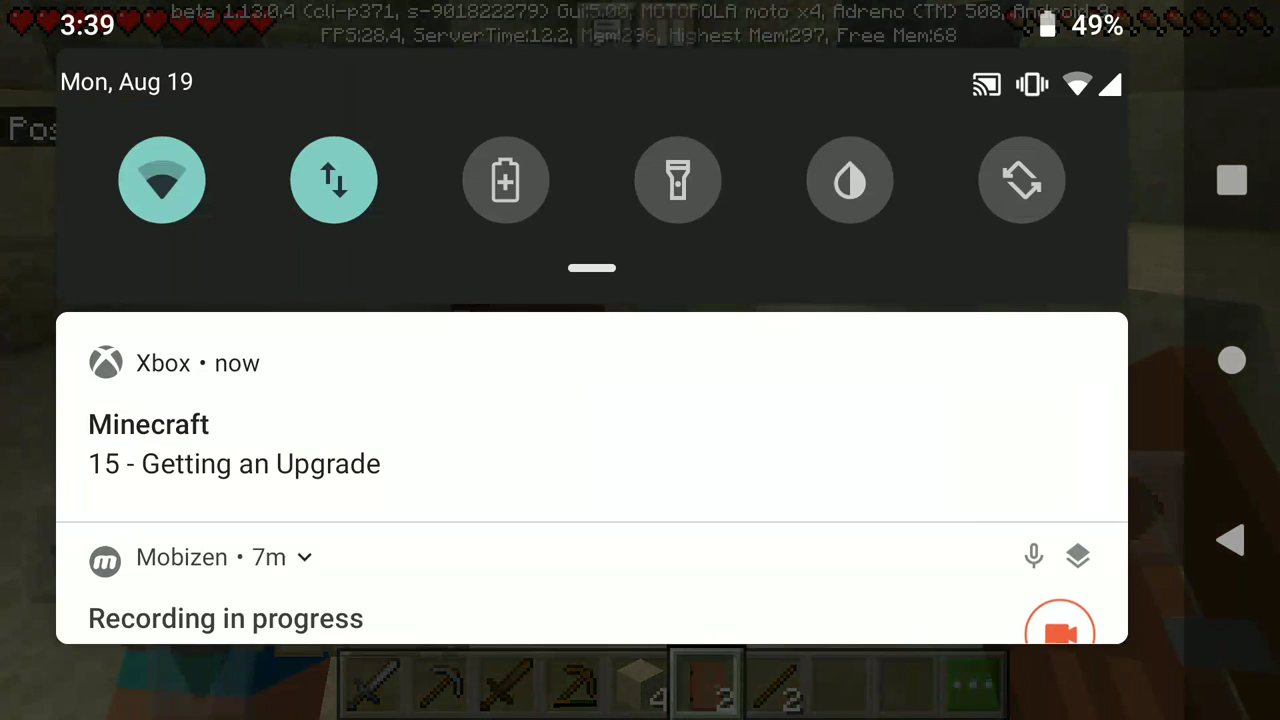 beta 1.13.0.4 (cli-p371, s-901822279) Gui:5.00, MOTOROLA moto x4, Adreno (TM) 508, Android 9
3:39
49%
FPS:28.4, ServerTime:12.2, Mem:296, Highest Mem:297, Free Mem:68
Mon, Aug 19
Pos
Xbox • now
Minecraft
15 - Getting an Upgrade
Mobizen • 7m
Recording in progress
4
2